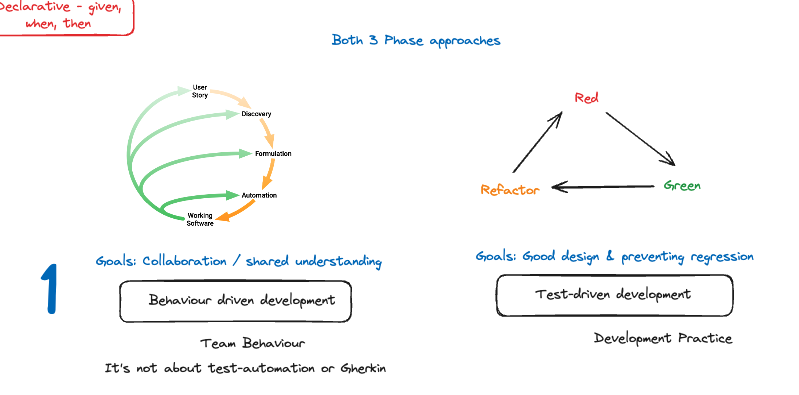 Declarative - given,
when, then
Both 3 Phase approaches
User
Story
Discovery
Formulation
Automation
Working
Software
Red
Green
Refactor
Goals: Collaboration / shared understanding
Goals: Good design & preventing regression
1
Behaviour driven development
Test-driven development
Team Behaviour
Development Practice
It's not about test-automation or Gherkin